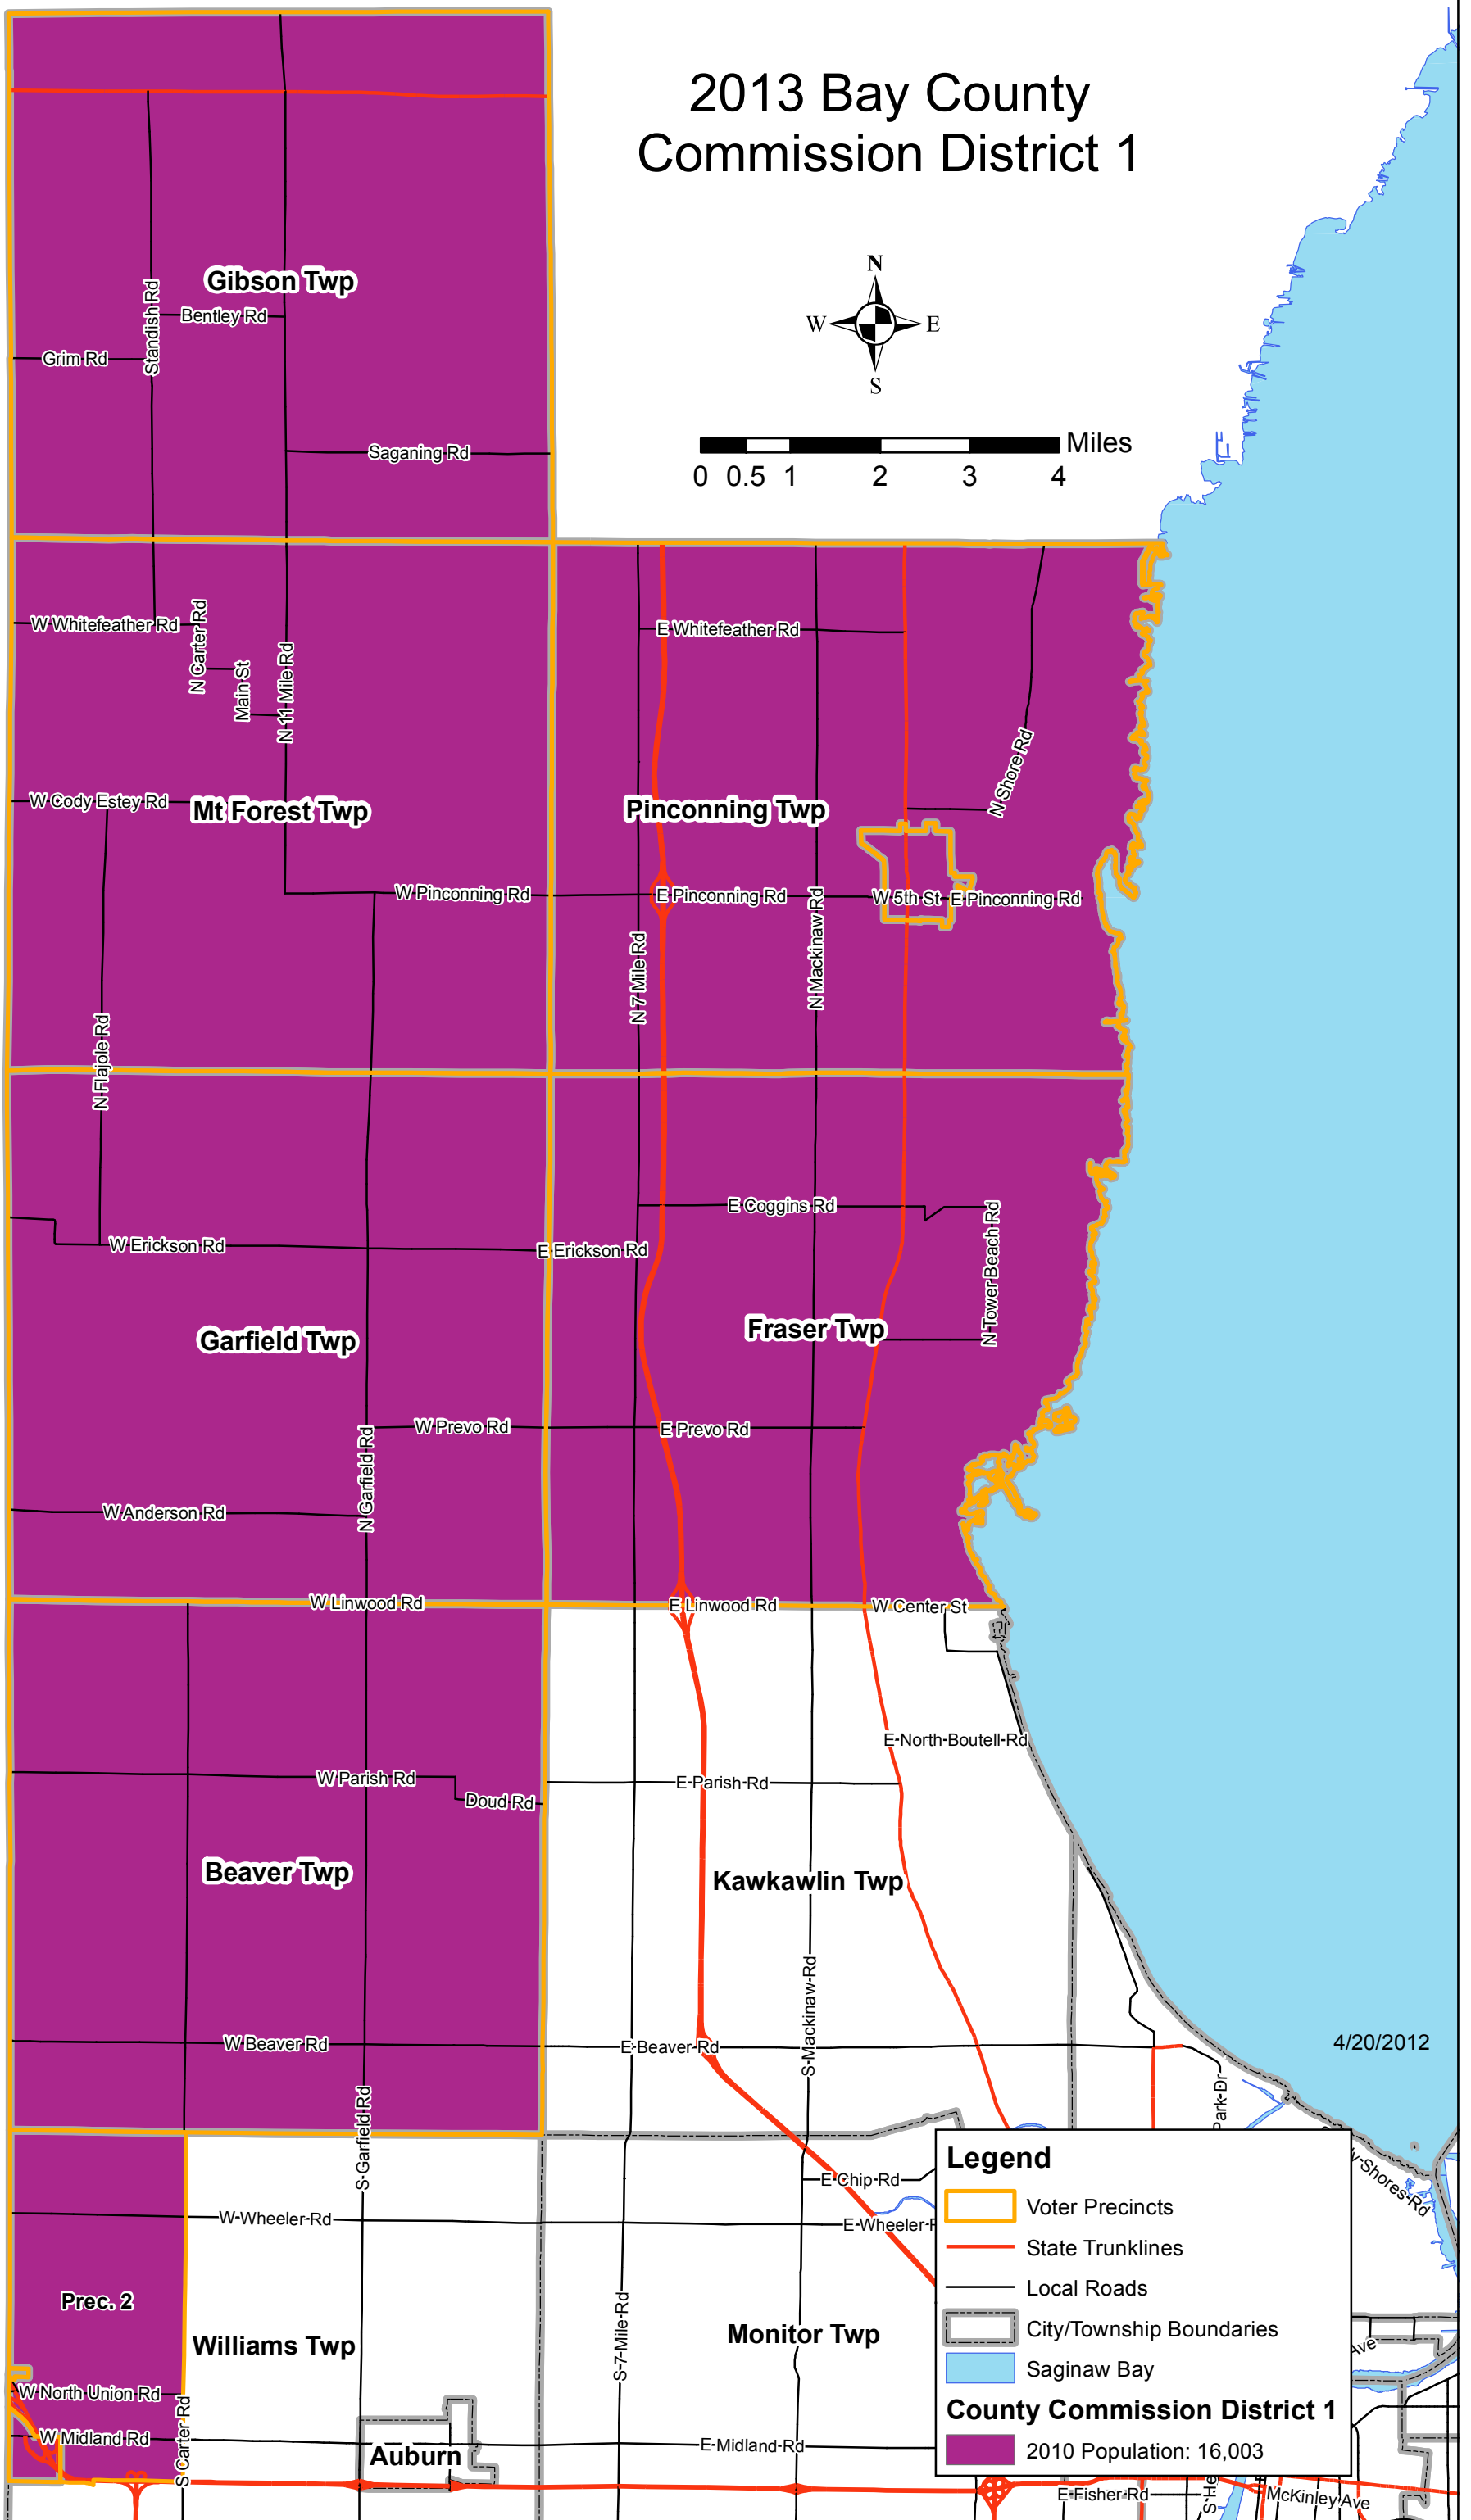 2013 Bay County
Commission District 1
N
W
E
S
Miles
0 0.5 1 2 3 4
Gibson Twp
Standish Rd
Bentley Rd
Grim Rd
Saganing Rd
W Whitefeather Rd
N Carter Rd
Main St
N 11 Mile Rd
E Whitefeather Rd
N Shore Rd
W Cody Estey Rd
Mt Forest Twp
Pinconning Twp
W Pinconning Rd
E Pinconning Rd
W 5th St
E Pinconning Rd
N Mackinaw Rd
N 7 Mile Rd
N Flajole Rd
E Coggins Rd
N Tower Beach Rd
W Erickson Rd
E Erickson Rd
Garfield Twp
Fraser Twp
W Prevo Rd
E Prevo Rd
N Garfield Rd
W Anderson Rd
W Linwood Rd
E Linwood Rd
W Center St
E North Boutell Rd
W Parish Rd
E Parish Rd
Doud Rd
Beaver Twp
Kawkawlin Twp
S Mackinaw Rd
W Beaver Rd
E Beaver Rd
4/20/2012
Park Dr
S Garfield Rd
E Chip Rd
W Wheeler Rd
E Wheeler
y Shores Rd
Prec. 2
Williams Twp
S 7 Mile Rd
Monitor Twp
W North Union Rd
S Carter Rd
W Midland Rd
Auburn
E Midland Rd
Ave
E Fisher Rd
S He
McKinley Ave
Legend
Voter Precincts
State Trunklines
Local Roads
City/Township Boundaries
Saginaw Bay
County Commission District 1
2010 Population: 16,003